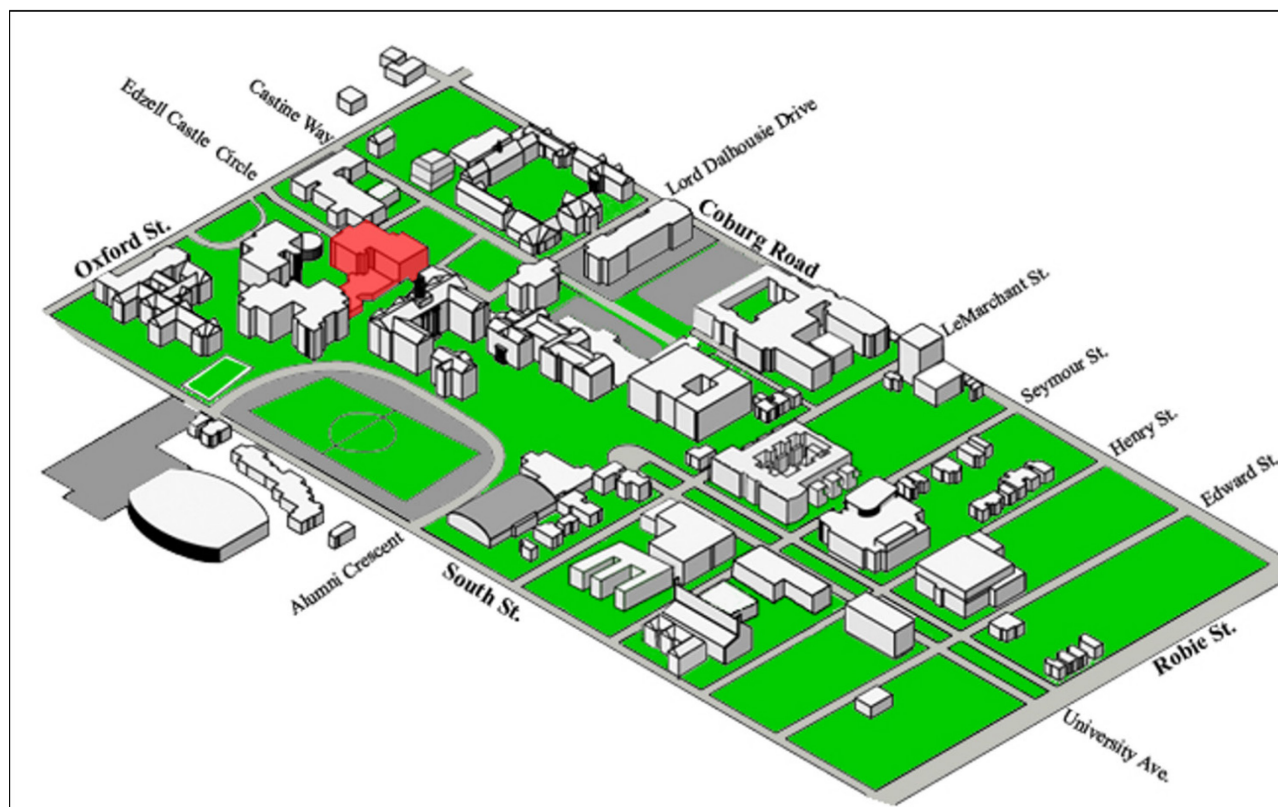 Castine Way
Edzell Castle Circle
Lord Dalhousie Drive
Oxford St.
Coburg Road
LeMarchant St.
Seymour St.
Henry St.
Edward St.
Alumni Crescent
South St.
Robie St.
University Ave.